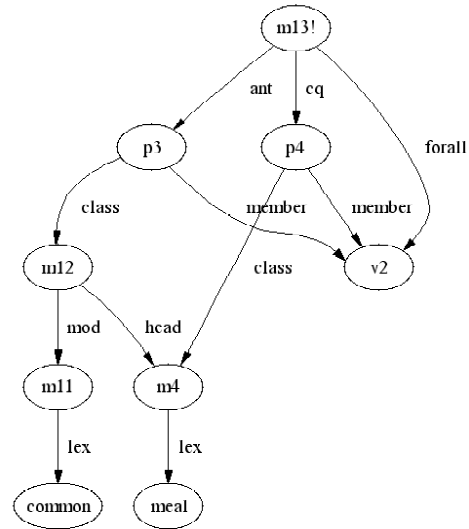 m13!
ant
cq
p3
p4
forall
class
member
member
m12
class
v2
mod
head
m11
m4
lex
lex
common
meal